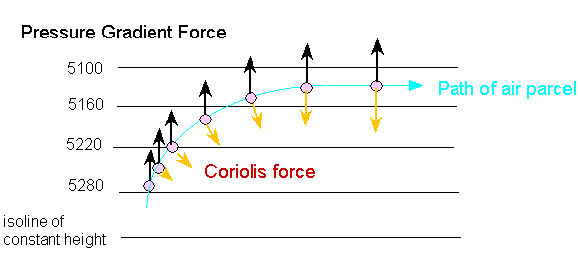 Pressure Gradient Force
5100
Path of air parcel
5160
5220
Coriolis force
5280
isoline of
constant height